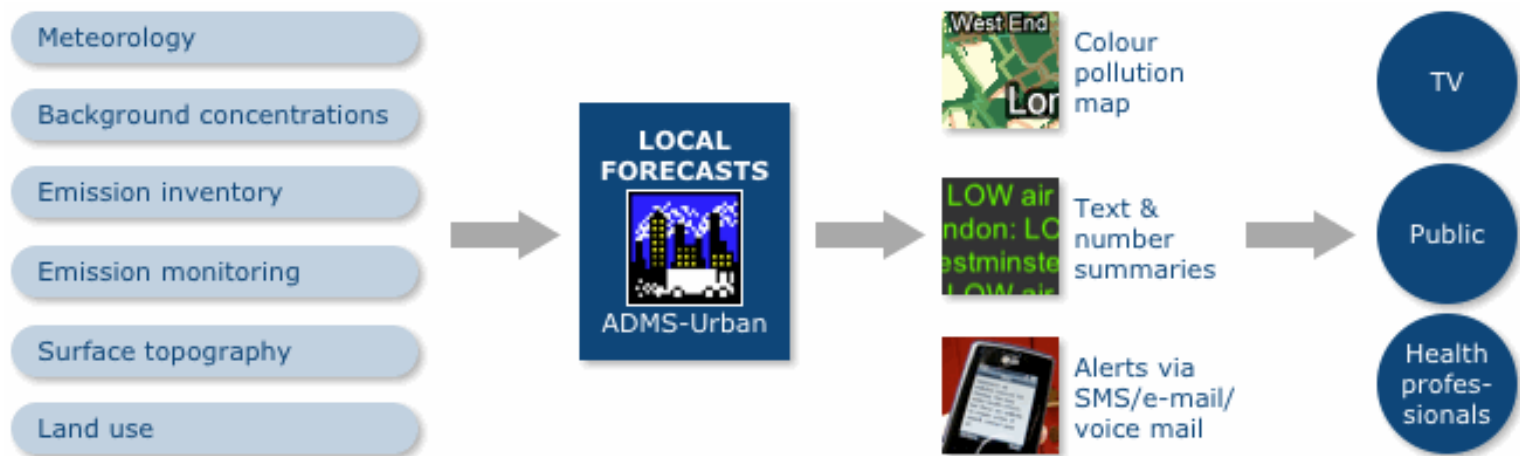 Meteorology
Background concentrations
Emission inventory
Emission monitoring
Surface topography
Land use
LOCAL
FORECASTS
ADMS-Urban
West End
Lon
Colour
pollution
map
LOW air
ndon: LO
estminste
LOW air
Text &
number
summaries
Alerts via
SMS/e-mail/
voice mail
TV
Public
Health
profes-
sionals